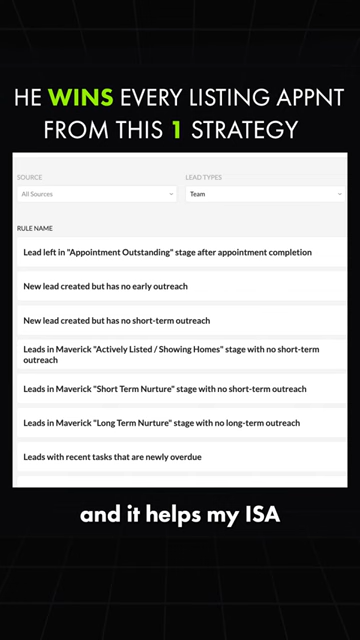 HE WINS EVERY LISTING APPNT
FROM THIS 1 STRATEGY
SOURCE
LEAD TYPES
All Sources
Team
RULE NAME
Lead left in "Appointment Outstanding" stage after appointment completion
New lead created but has no early outreach
New lead created but has no short-term outreach
Leads in Maverick "Actively Listed / Showing Homes" stage with no short-term
outreach
Leads in Maverick "Short Term Nurture" stage with no short-term outreach
Leads in Maverick "Long Term Nurture" stage with no long-term outreach
Leads with recent tasks that are newly overdue
and it helps my ISA